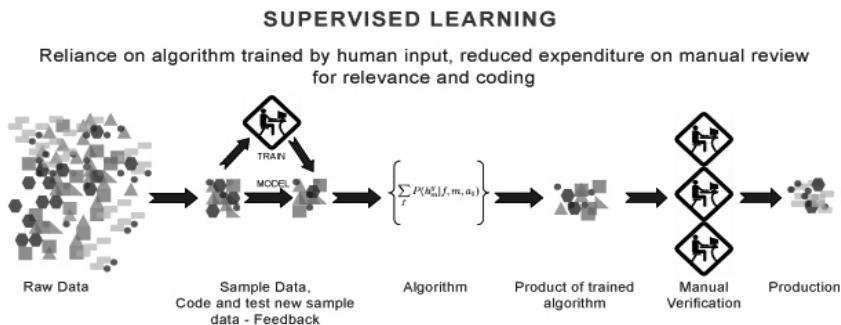 SUPERVISED LEARNING
Reliance on algorithm trained by human input, reduced expenditure on manual review
for relevance and coding
TRAIN
MODEL
Raw Data
Sample Data,
Code and test new sample
data - Feedback
Algorithm
Product of trained
algorithm
Manual
Verification
Production